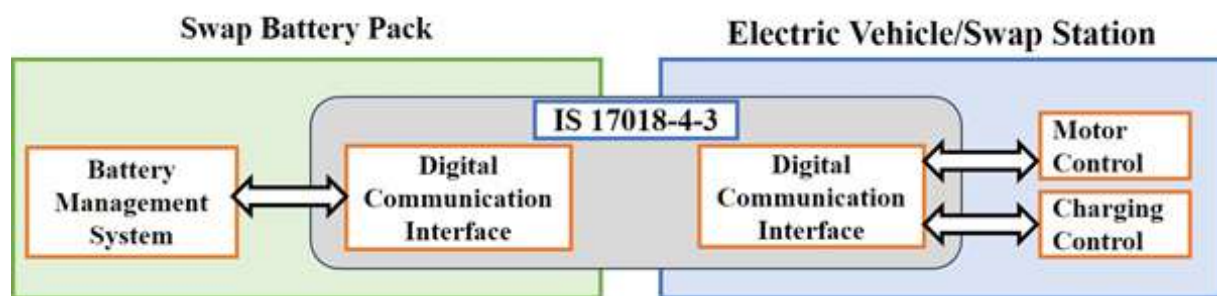 Swap Battery Pack
Electric Vehicle/Swap Station
IS 17018-4-3
Battery
Management
System
Digital
Communication
Interface
Digital
Communication
Interface
Motor
Control
Charging
Control